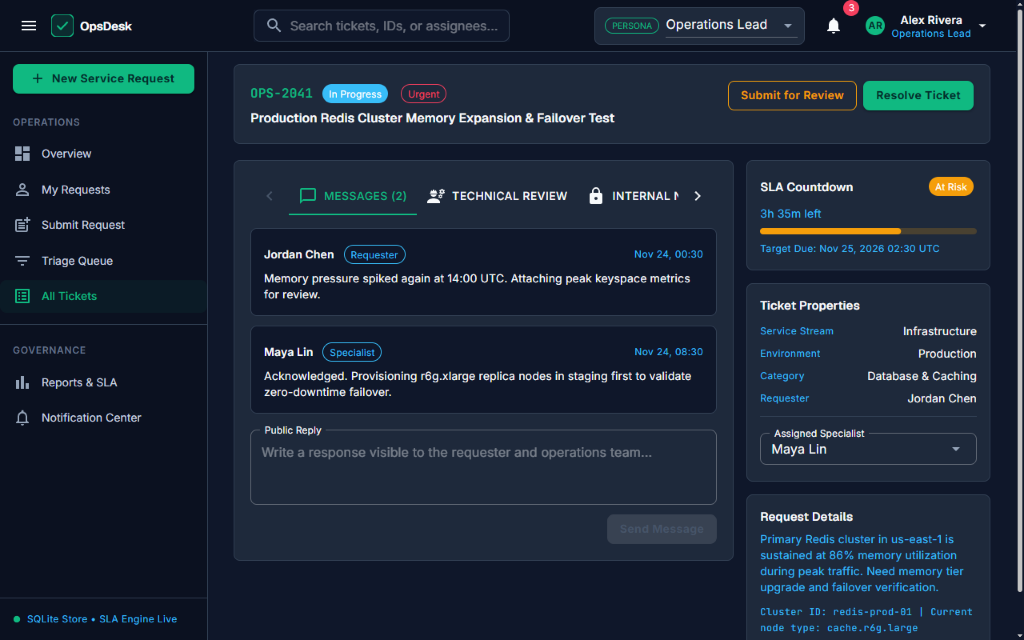 OpsDesk
Search tickets, IDs, or assignees...
PERSONA
Operations Lead
3
AR
Alex Rivera
Operations Lead
New Service Request
OPERATIONS
Overview
My Requests
Submit Request
Triage Queue
All Tickets
GOVERNANCE
Reports & SLA
Notification Center
SQLite Store • SLA Engine Live
OPS-2041
In Progress
Urgent
Production Redis Cluster Memory Expansion & Failover Test
Submit for Review
Resolve Ticket
MESSAGES (2)
TECHNICAL REVIEW
INTERNAL
Jordan Chen
Requester
Nov 24, 00:30
Memory pressure spiked again at 14:00 UTC. Attaching peak keyspace metrics
for review.
Maya Lin
Specialist
Nov 24, 08:30
Acknowledged. Provisioning r6g.xlarge replica nodes in staging first to validate
zero-downtime failover.
Public Reply
Write a response visible to the requester and operations team...
Send Message
SLA Countdown
At Risk
3h 35m left
Target Due: Nov 25, 2026 02:30 UTC
Ticket Properties
Service Stream
Infrastructure
Environment
Production
Category
Database & Caching
Requester
Jordan Chen
Assigned Specialist
Maya Lin
Request Details
Primary Redis cluster in us-east-1 is
sustained at 86% memory utilization
during peak traffic. Need memory tier
upgrade and failover verification.
Cluster ID: redis-prod-01 | Current
node type: cache.r6g.large